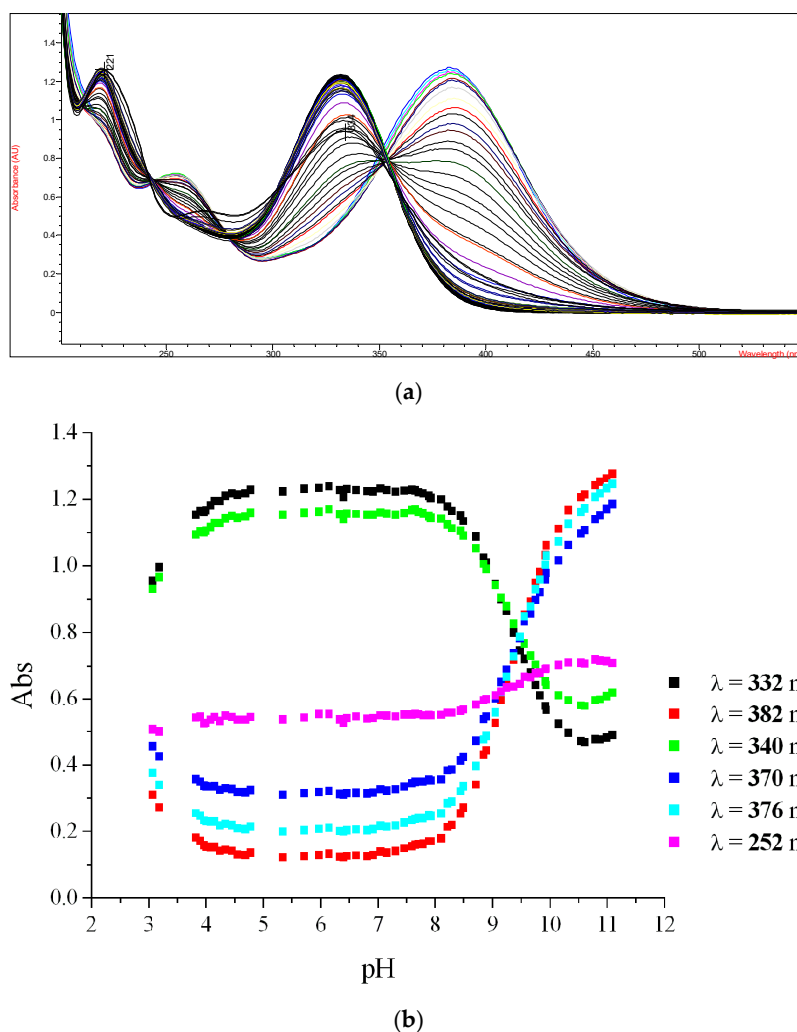 Absorbance (AU)
1.4
1.2
1
0.8
0.6
0.4
0.2
0
221
250
300
350
400
450
500
Wavelength (nm
(a)
Abs
1.4
1.2
1.0
0.8
0.6
0.4
0.2
0.0
2 3 4 5 6 7 8 9 10 11 12
pH
λ = 332 n
λ = 382 n
λ = 340 n
λ = 370 n
λ = 376 n
λ = 252 n
(b)